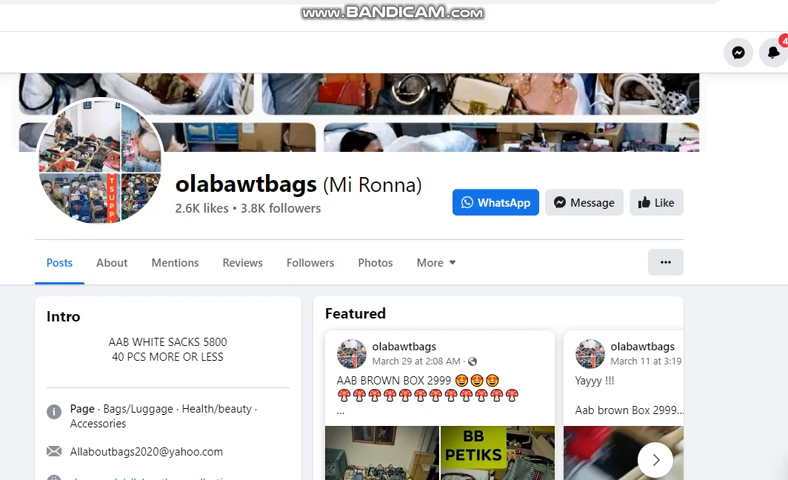 www.BANDICAM.com
4
olabawtbags (Mi Ronna)
2.6K likes • 3.8K followers
WhatsApp
Message
Like
Posts
About
Mentions
Reviews
Followers
Photos
More
Intro
AAB WHITE SACKS 5800
40 PCS MORE OR LESS
Page · Bags/Luggage · Health/beauty ·
Accessories
Allaboutbags2020@yahoo.com
Featured
olabawtbags
March 29 at 2:08 AM ·
AAB BROWN BOX 2999 🤩🤩🤩
🍄🍄🍄🍄🍄🍄🍄🍄🍄🍄🍄🍄
...
BB
PETIKS
olabawtbags
March 11 at 3:19
Yayyy !!!
Aab brown Box 2999...